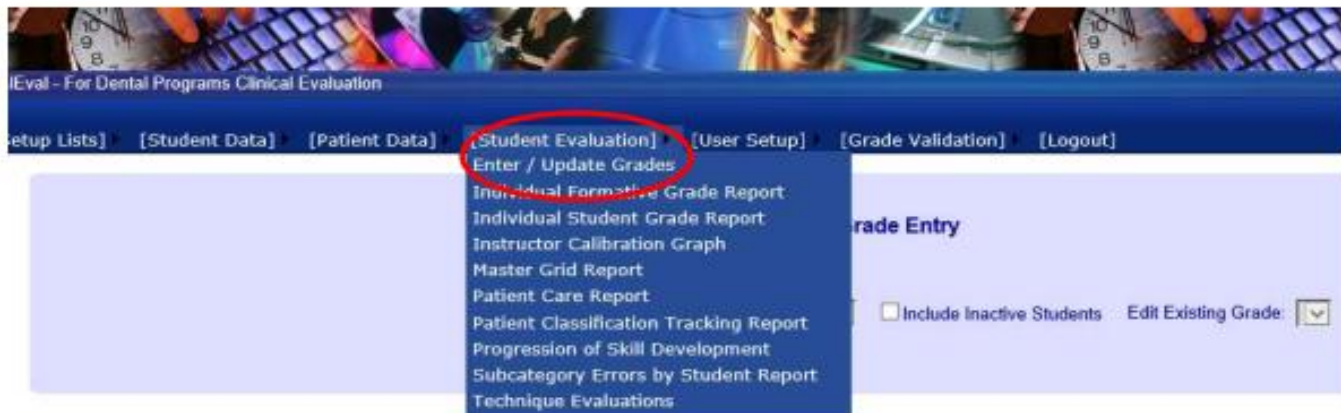 lEval - For Dental Programs Clinical Evaluation
etup Lists] [Student Data] [Patient Data] [Student Evaluation] [User Setup] [Grade Validation] [Logout]
Enter / Update Grades
Individual Formative Grade Report
Individual Student Grade Report
rade Entry
Instructor Calibration Graph
Master Grid Report
Patient Care Report
Include Inactive Students Edit Existing Grade:
Patient Classification Tracking Report
Progression of Skill Development
Subcategory Errors by Student Report
Technique Evaluations